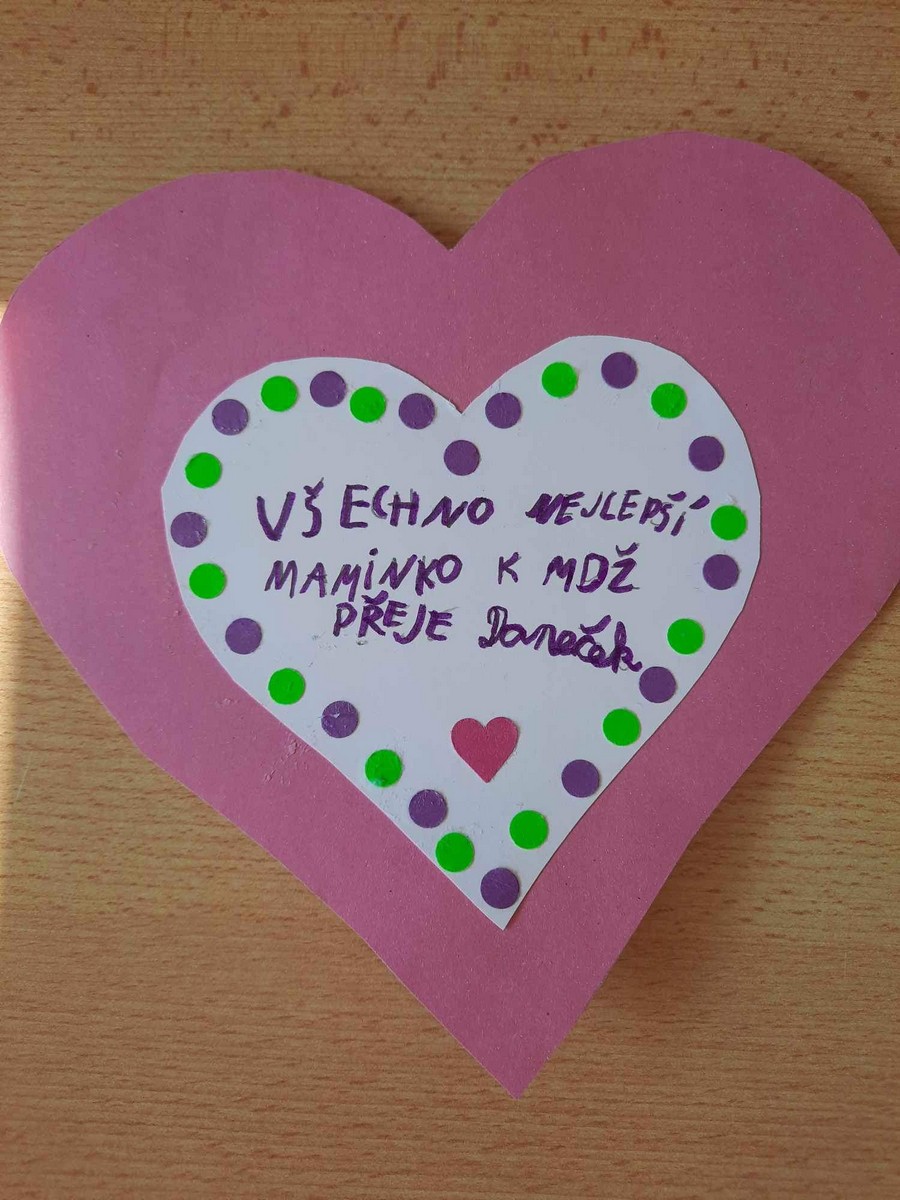 VŠECHNO NEJLEPŠÍ
MAMINKO K MDŽ
PŘEJE Daneček